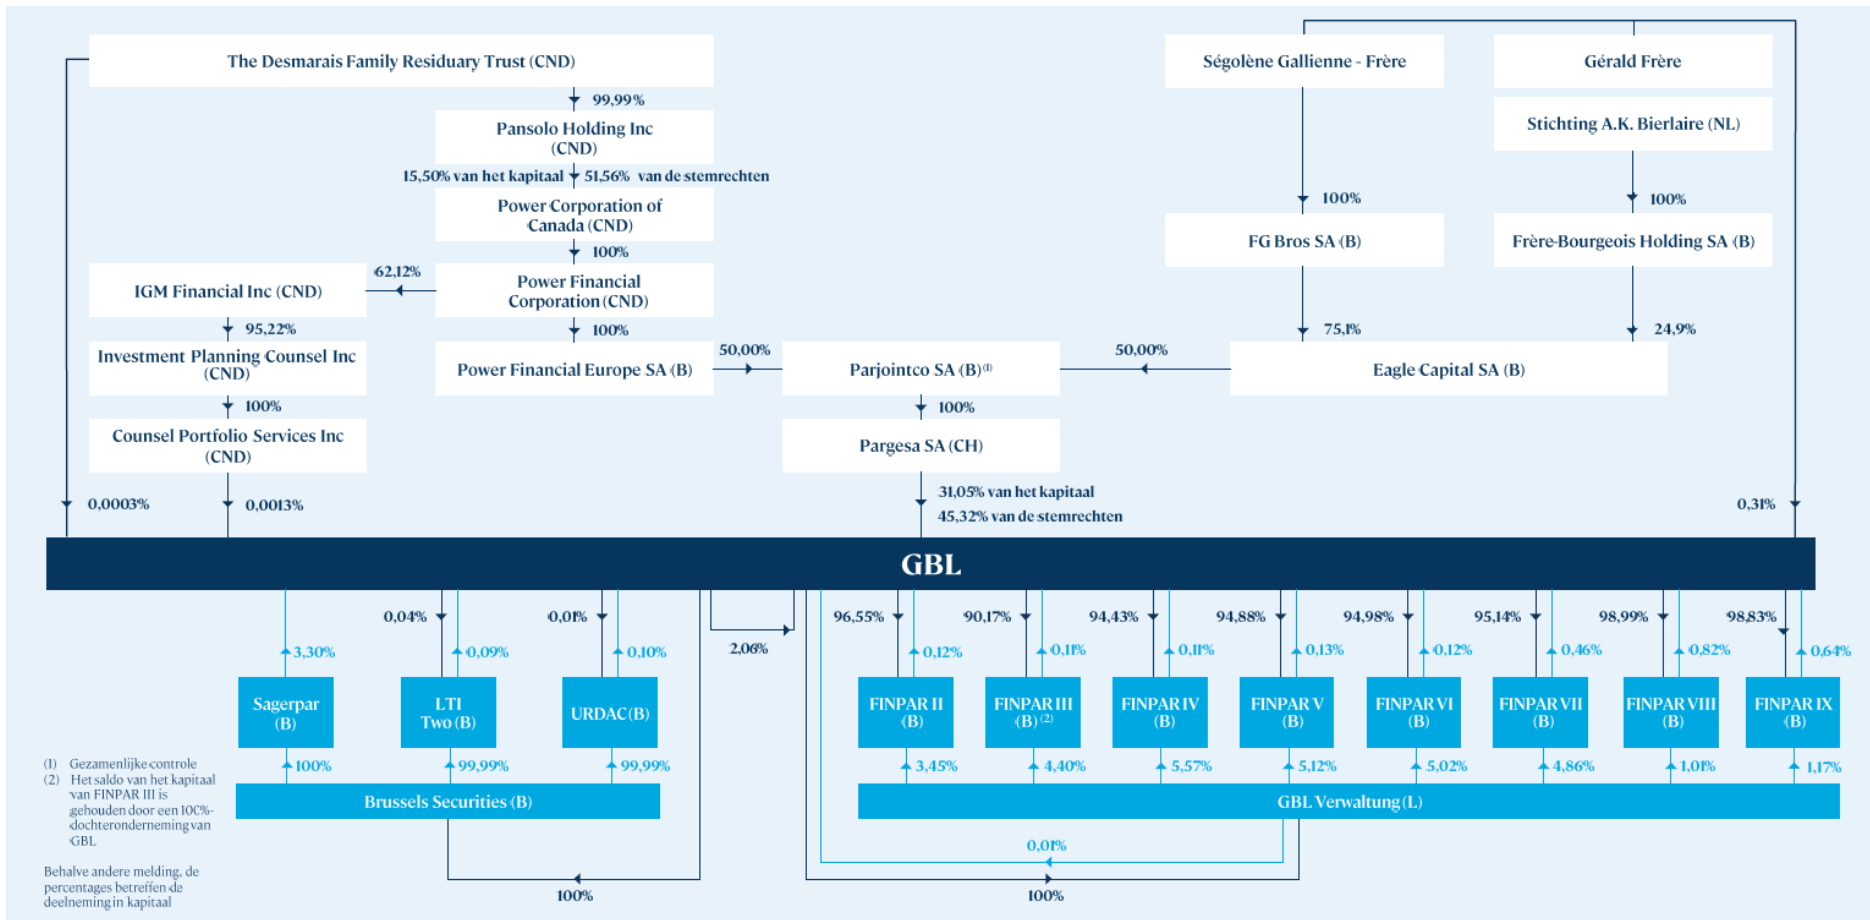 The Desmarais Family Residuary Trust (CND)
Ségolène Gallienne - Frère
Gérald Frère
99,99%
Pansolo Holding Inc
(CND)
Stichting A.K. Bierlaire (NL)
15,50% van het kapitaal
51,56% van de stemrechten
Power Corporation of
Canada (CND)
100%
100%
FG Bros SA (B)
Frère-Bourgeois Holding SA (B)
100%
62,12%
IGM Financial Inc (CND)
Power Financial
Corporation (CND)
95,22%
100%
75,1%
24,9%
Investment Planning Counsel Inc
(CND)
Power Financial Europe SA (B)
50,00%
Parjointco SA (B)(1)
50,00%
Eagle Capital SA (B)
100%
100%
Counsel Portfolio Services Inc
(CND)
Pargesa SA (CH)
0,0003%
0,0013%
31,05% van het kapitaal
45,32% van de stemrechten
0,31%
GBL
0,04%
0,01%
96,55%
90,17%
94,43%
94,88%
94,98%
95,14%
98,99%
98,83%
3,30%
0,09%
0,10%
2,06%
0,12%
0,11%
0,11%
0,13%
0,12%
0,46%
0,82%
0,64%
Sagerpar
(B)
LTI
Two (B)
URDAC (B)
FINPAR II
(B)
FINPAR III
(B) (2)
FINPAR IV
(B)
FINPAR V
(B)
FINPAR VI
(B)
FINPAR VII
(B)
FINPAR VIII
(B)
FINPAR IX
(B)
100%
99,99%
99,99%
3,45%
4,40%
5,57%
5,12%
5,02%
4,86%
1,01%
1,17%
Brussels Securities (B)
GBL Verwaltung (L)
0,01%
100%
100%
(1) Gezamenlijke controle
(2) Het saldo van het kapitaal
van FINPAR III is
gehouden door een 100%-
dochteronderneming van
GBL
Behalve andere melding, de
percentages betreffen de
deelneming in kapitaal